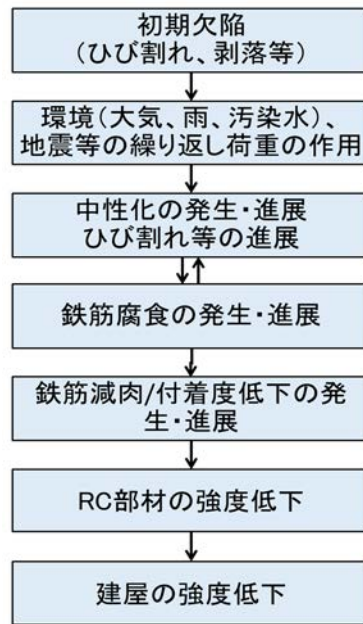 初期欠陥
（ひび割れ、剥落等）
環境（大気、雨、汚染水）、
地震等の繰り返し荷重の作用
中性化の発生・進展
ひび割れ等の進展
鉄筋腐食の発生・進展
鉄筋減肉/付着度低下の発
生・進展
RC部材の強度低下
建屋の強度低下